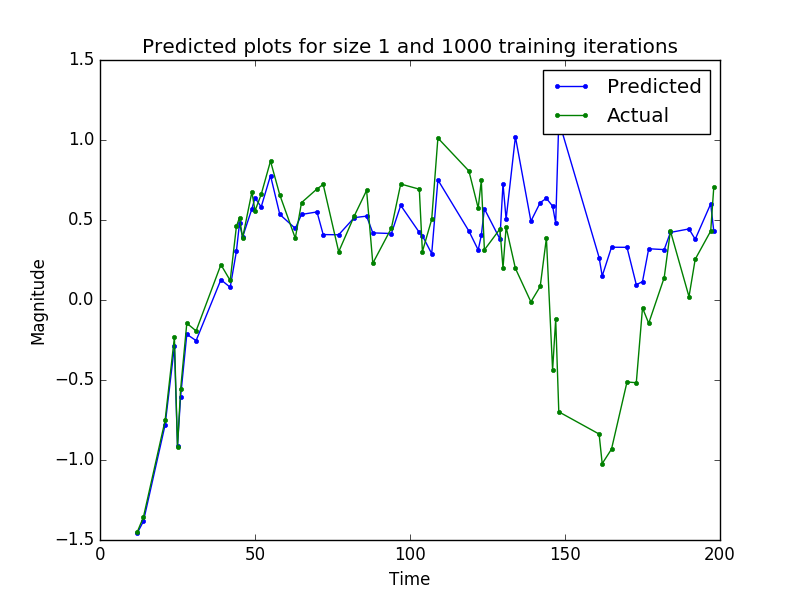 Predicted plots for size 1 and 1000 training iterations
Predicted
Actual
1.5
1.0
0.5
0.0
−0.5
−1.0
−1.5
Magnitude
0 50 100 150 200
Time